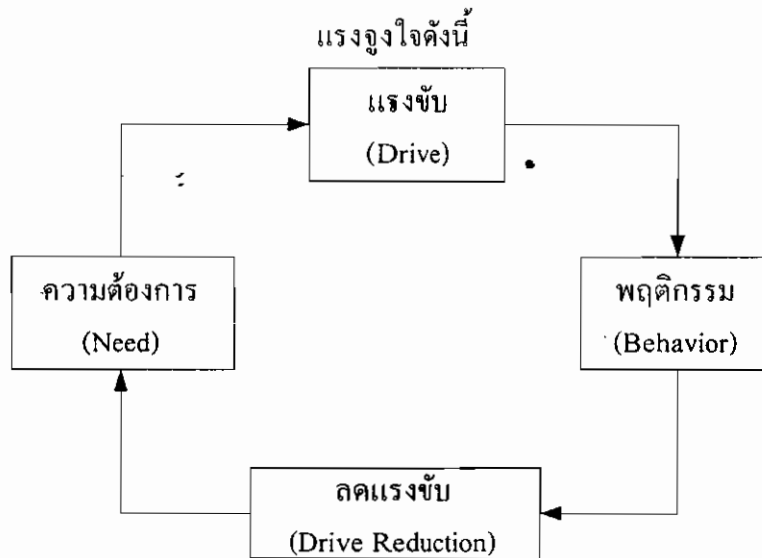 แรงจูงใจดังนี้
แรงขับ
(Drive)
ความต้องการ
(Need)
พฤติกรรม
(Behavior)
ลดแรงขับ
(Drive Reduction)